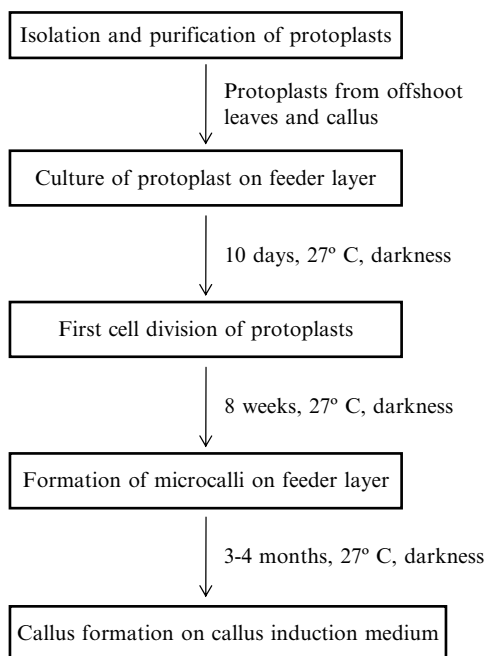 Isolation and purification of protoplasts
Protoplasts from offshoot
leaves and callus
Culture of protoplast on feeder layer
10 days, 27º C, darkness
First cell division of protoplasts
8 weeks, 27º C, darkness
Formation of microcalli on feeder layer
3-4 months, 27º C, darkness
Callus formation on callus induction medium